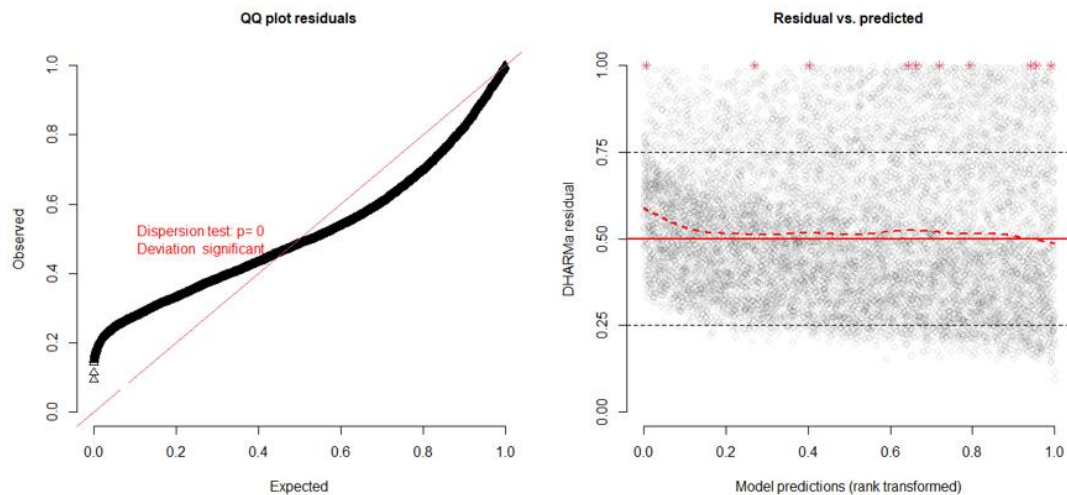 QQ plot residuals
Observed
0.0
0.2
0.4
0.6
0.8
1.0
Dispersion test: p= 0
Deviation significant
0.0 0.2 0.4 0.6 0.8 1.0
Expected
Residual vs. predicted
DHARMa residual
0.00
0.25
0.50
0.75
1.00
0.0 0.2 0.4 0.6 0.8 1.0
Model predictions (rank transformed)